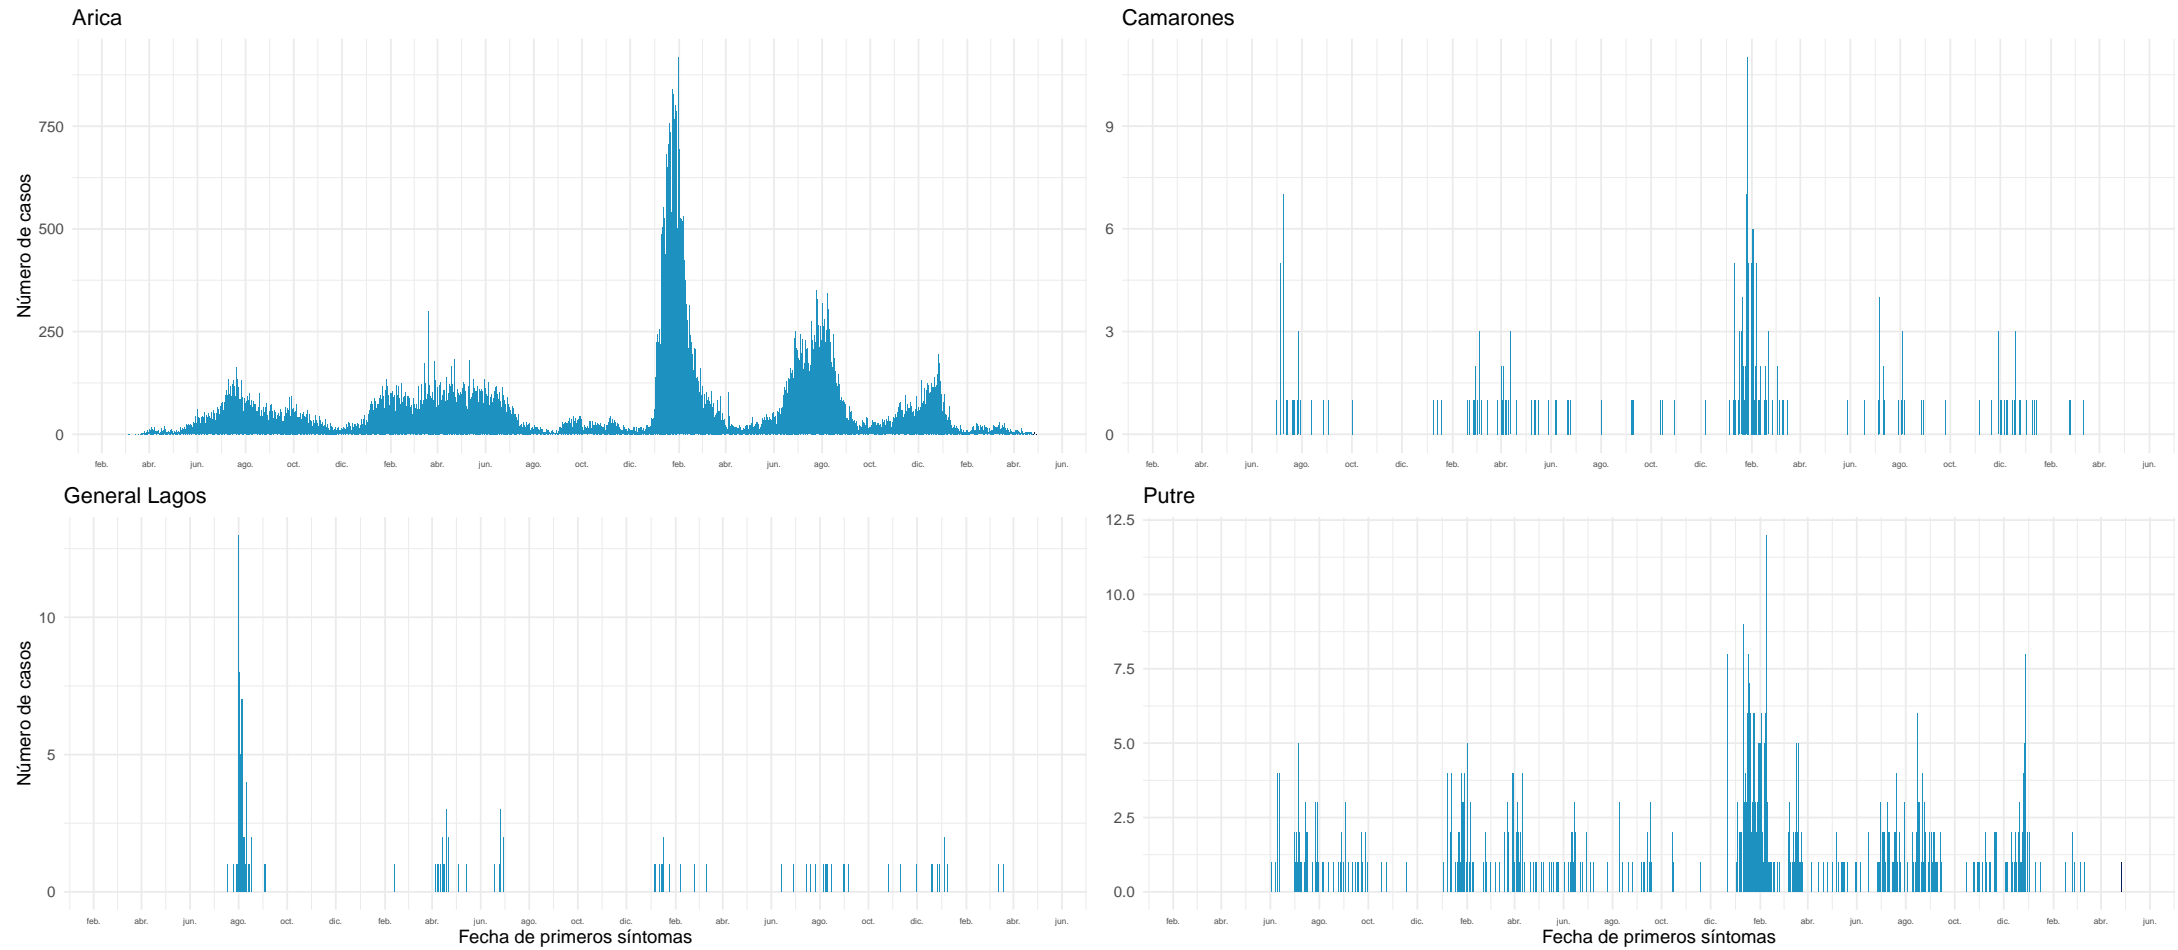 Arica
Número de casos
750
500
250
0
feb. abr. jun. ago. oct. dic. feb. abr. jun. ago. oct. dic. feb. abr. jun. ago. oct. dic. feb. abr. jun.
Camarones
9
6
3
0
feb. abr. jun. ago. oct. dic. feb. abr. jun. ago. oct. dic. feb. abr. jun. ago. oct. dic. feb. abr. jun.
General Lagos
Número de casos
10
5
0
feb. abr. jun. ago. oct. dic. feb. abr. jun. ago. oct. dic. feb. abr. jun. ago. oct. dic. feb. abr. jun.
Fecha de primeros síntomas
Putre
12.5
10.0
7.5
5.0
2.5
0.0
feb. abr. jun. ago. oct. dic. feb. abr. jun. ago. oct. dic. feb. abr. jun. ago. oct. dic. feb. abr. jun.
Fecha de primeros síntomas